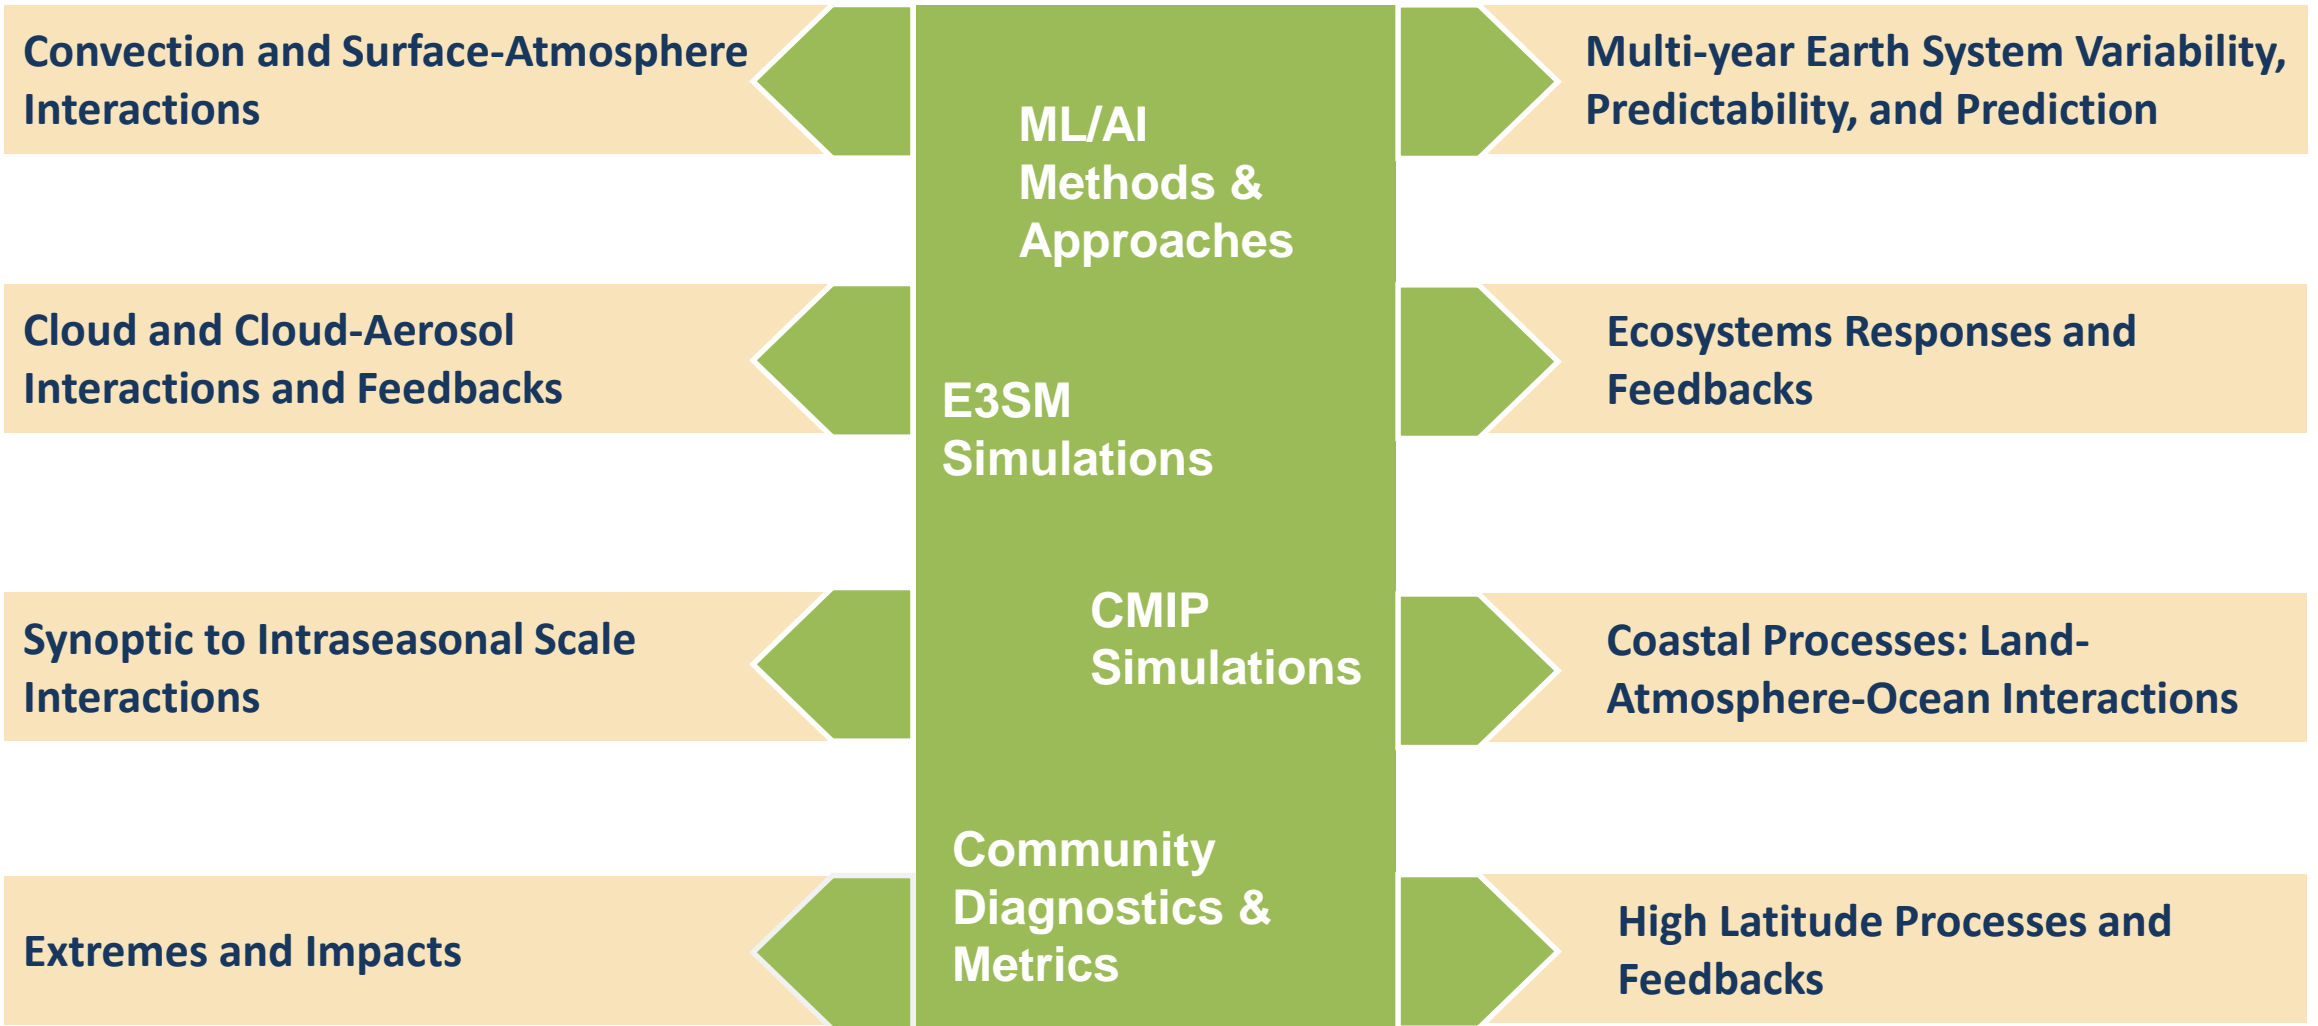 Convection and Surface-Atmosphere
Interactions
Cloud and Cloud-Aerosol
Interactions and Feedbacks
Synoptic to Intraseasonal Scale
Interactions
Extremes and Impacts
ML/AI
Methods &
Approaches
E3SM
Simulations
CMIP
Simulations
Community
Diagnostics &
Metrics
Multi-year Earth System Variability,
Predictability, and Prediction
Ecosystems Responses and
Feedbacks
Coastal Processes: Land-
Atmosphere-Ocean Interactions
High Latitude Processes and
Feedbacks